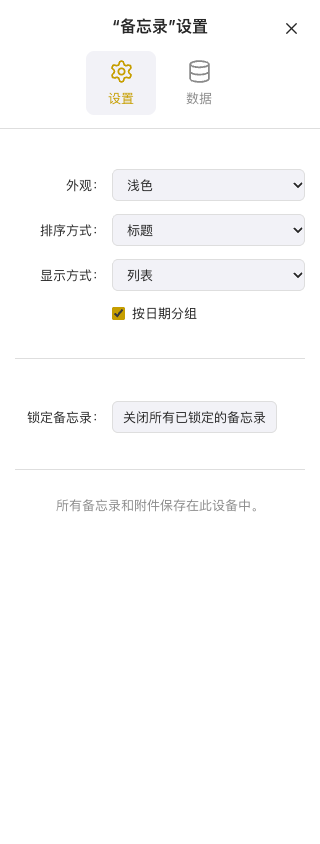 “备忘录”设置
设置
数据
外观：
浅色
排序方式：
标题
显示方式：
列表
按日期分组
锁定备忘录：
关闭所有已锁定的备忘录
所有备忘录和附件保存在此设备中。